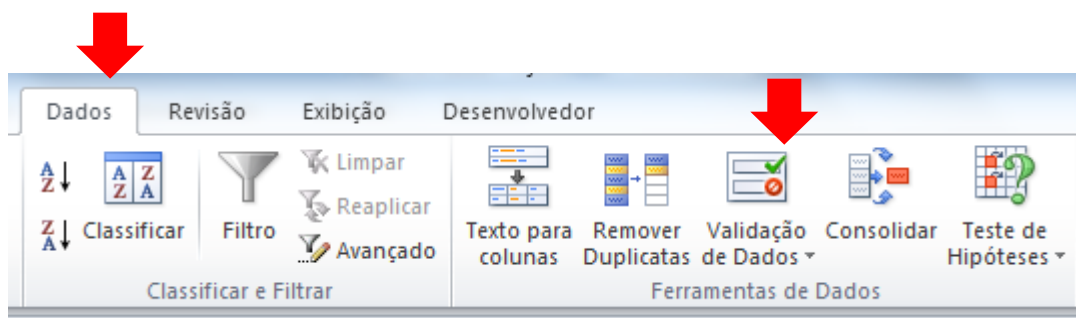 Dados Revisão Exibição Desenvolvedor
A Z
Z A
A Z
Z A
Classificar
Filtro
Limpar
Reaplicar
Avançado
Texto para
colunas
Remover
Duplicatas
Validação
de Dados
Consolidar
Teste de
Hipóteses
Classificar e Filtrar
Ferramentas de Dados